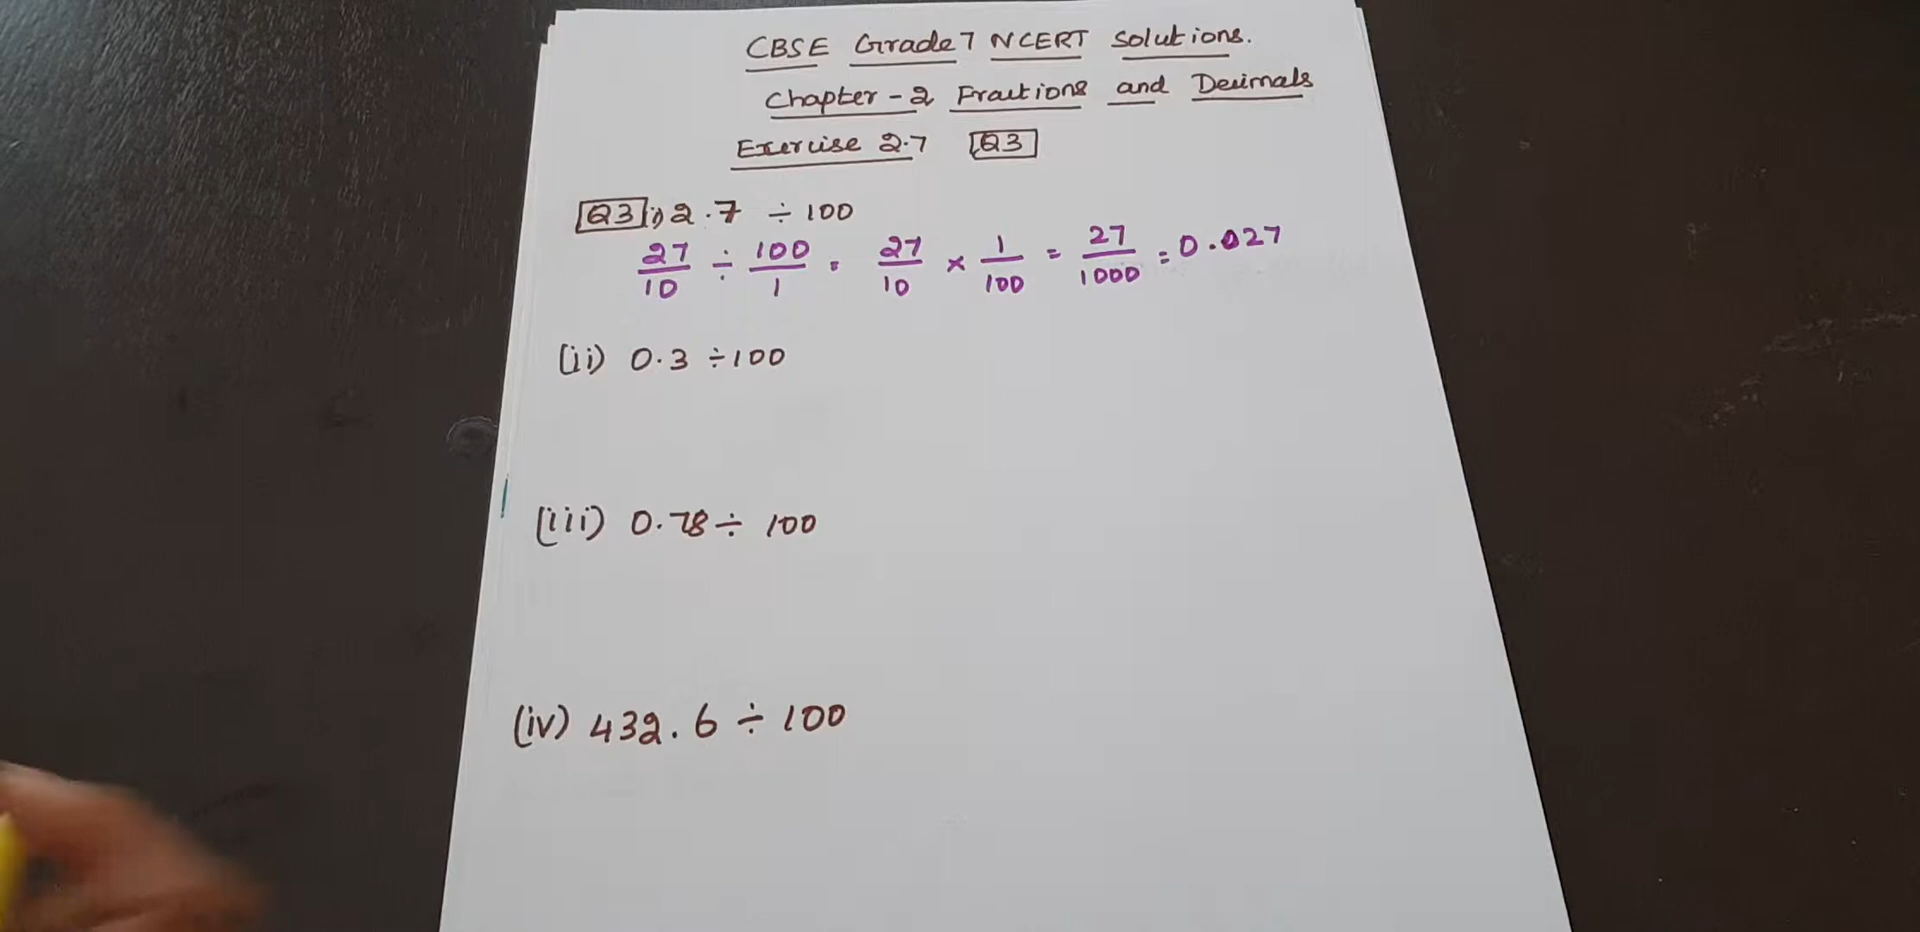 CBSE Grade 7 NCERT Solutions.
Chapter - 2 Fractions and Decimals
Exercise 2.7 Q3
Q3 i) 2.7 ÷ 100
27/10 ÷ 100/1 = 27/10 × 1/100 = 27/1000 = 0.027
(ii) 0.3 ÷ 100
(iii) 0.78 ÷ 100
(iv) 432.6 ÷ 100